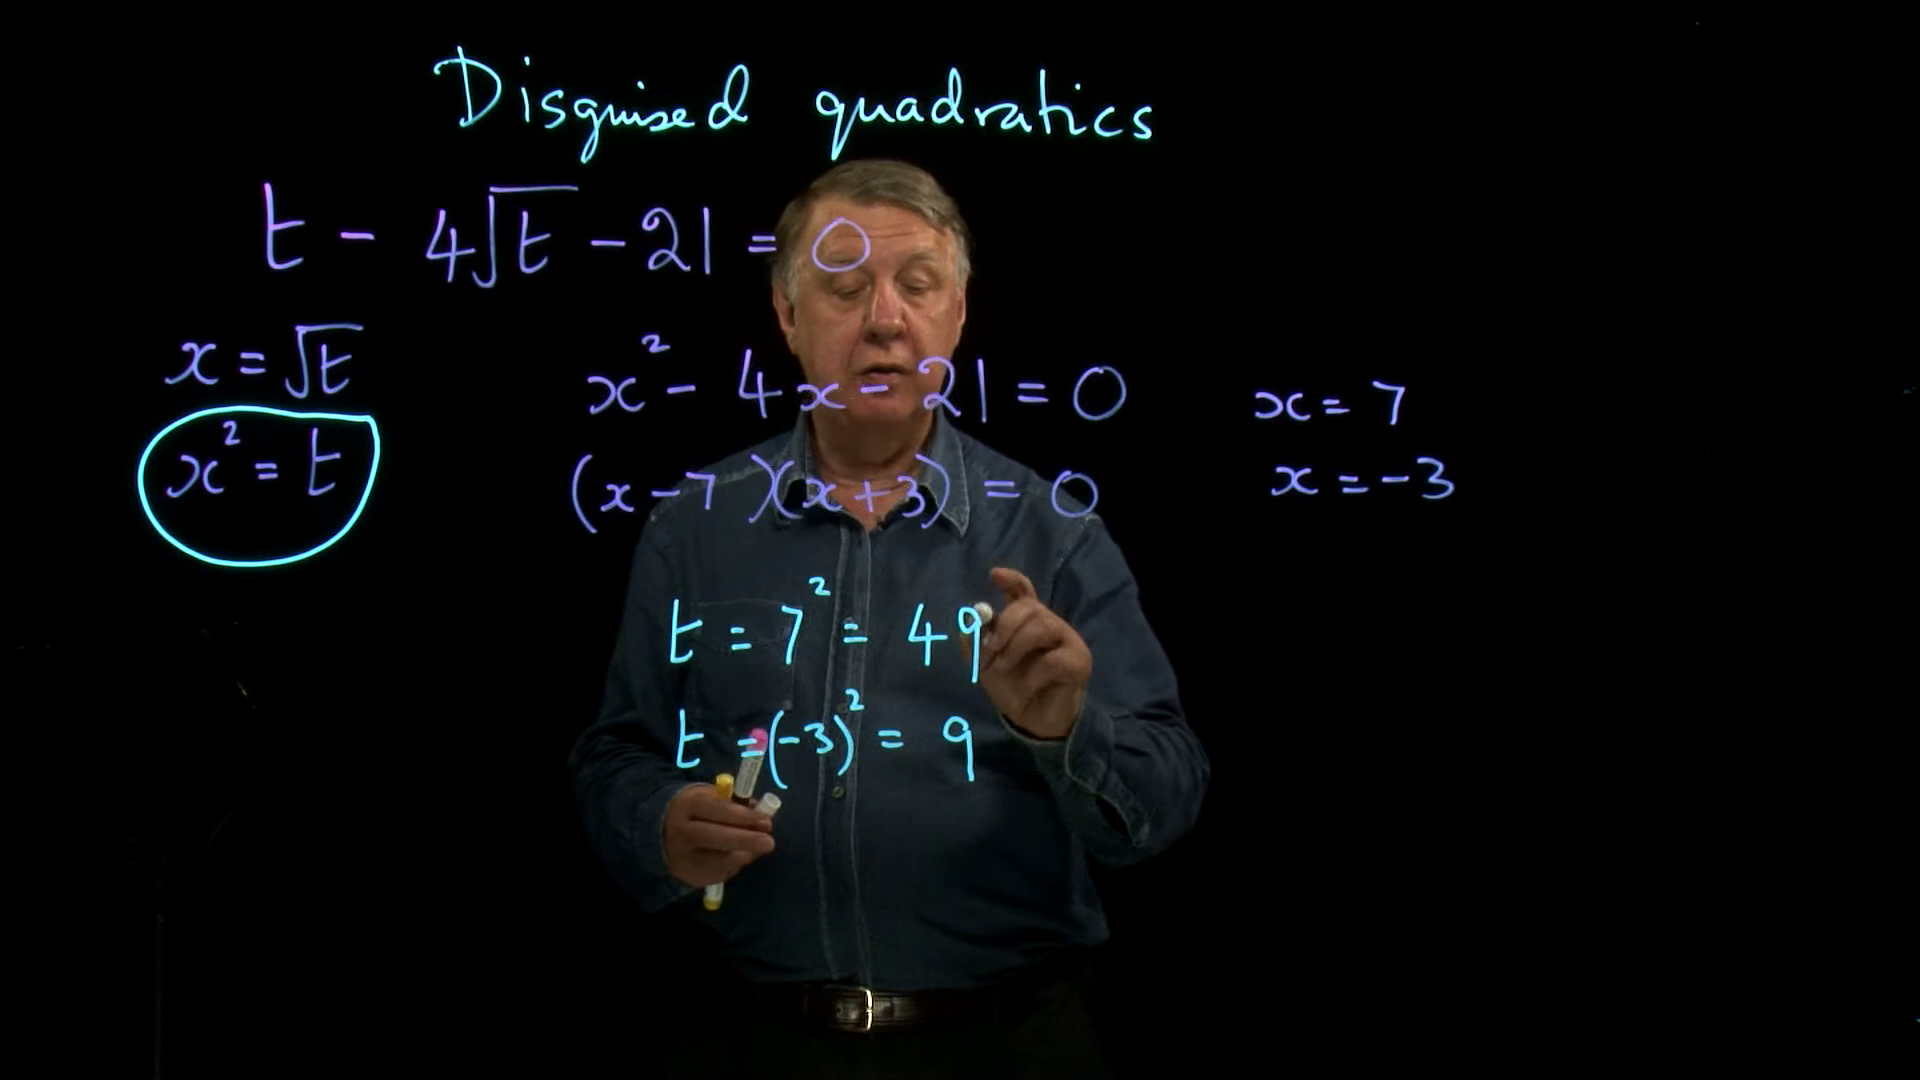 Disguised quadratics
t - 4√t - 21 = 0
x = √t
x² - 4x - 21 = 0
x = 7
x² = t
(x - 7)(x + 3) = 0
x = -3
t = 7² = 49
t = (-3)² = 9